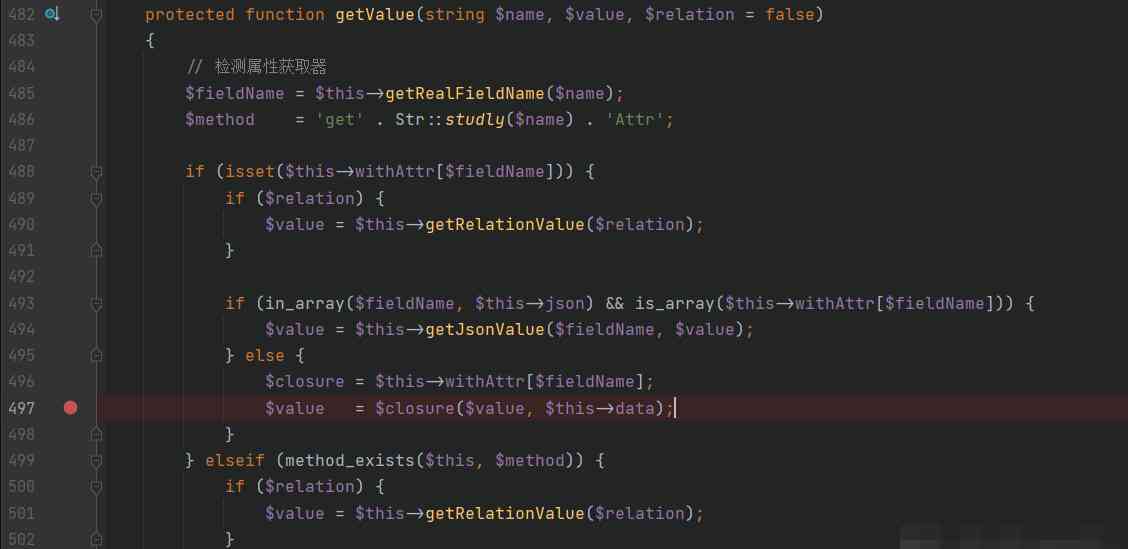 482 protected function getValue(string $name, $value, $relation = false)
483 {
484 // 检测属性获取器
485 $fieldName = $this->getRealFieldName($name);
486 $method    = 'get' . Str::studly($name) . 'Attr';
487
488 if (isset($this->withAttr[$fieldName])) {
489 if ($relation) {
490 $value = $this->getRelationValue($relation);
491 }
492
493 if (in_array($fieldName, $this->json) && is_array($this->withAttr[$fieldName])) {
494 $value = $this->getJsonValue($fieldName, $value);
495 } else {
496 $closure = $this->withAttr[$fieldName];
497 $value   = $closure($value, $this->data);
498 }
499 } elseif (method_exists($this, $method)) {
500 if ($relation) {
501 $value = $this->getRelationValue($relation);
502 }